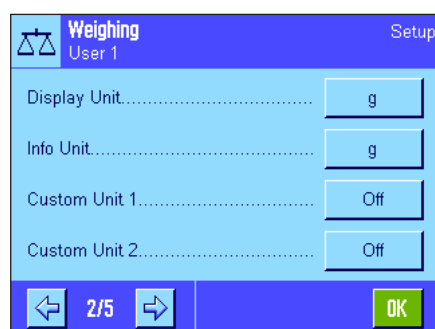 Weighing
Setup
User 1
Display Unit.................................... g
Info Unit.......................................... g
Custom Unit 1................................ Off
Custom Unit 2................................ Off
2/5
OK